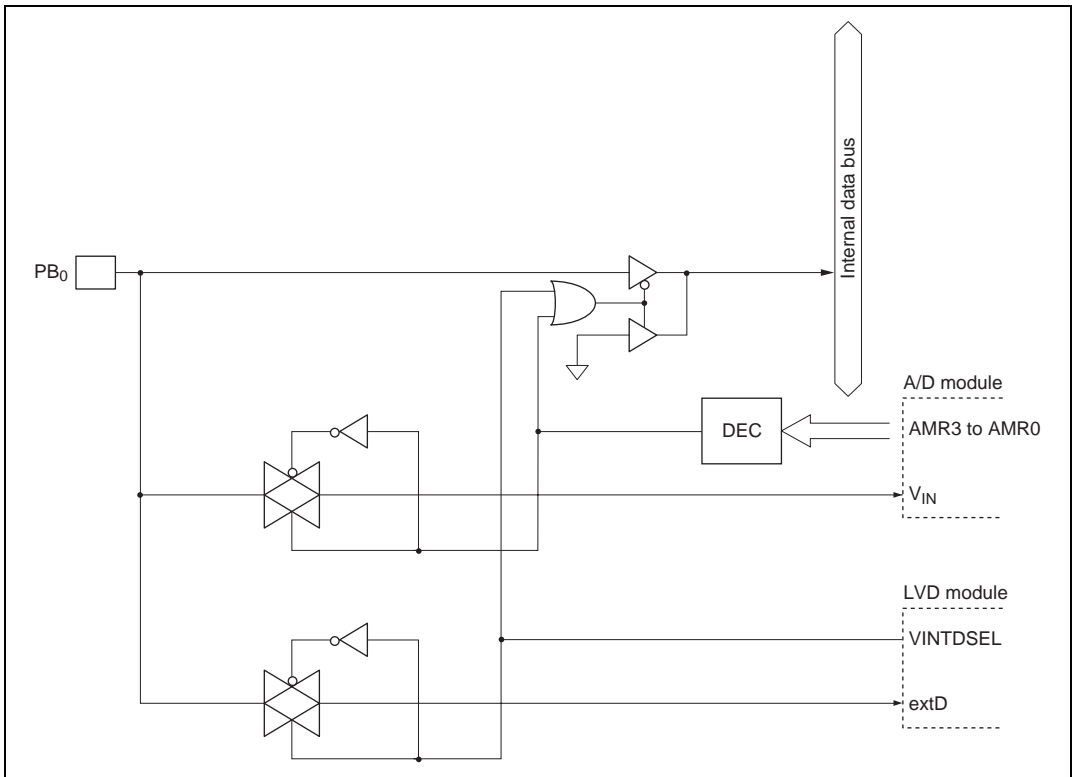 Internal data bus
PB0
A/D module
DEC
AMR3 to AMR0
VIN
LVD module
VINTDSEL
extD